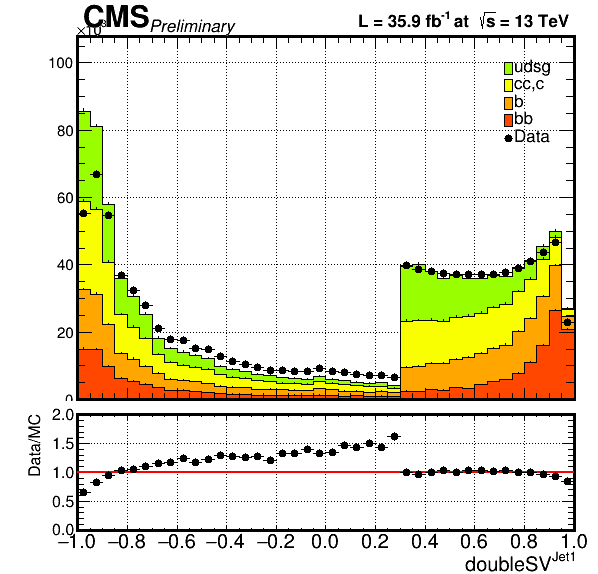 CMS Preliminary L = 35.9 fb⁻¹ at √s = 13 TeV
×10³
100
80
60
40
20
0
udsg
cc,c
b
bb
Data
Data/MC
2.0
1.5
1.0
0.5
0.0
−1.0 −0.8 −0.6 −0.4 −0.2 0.0 0.2 0.4 0.6 0.8 1.0
doubleSV^Jet1